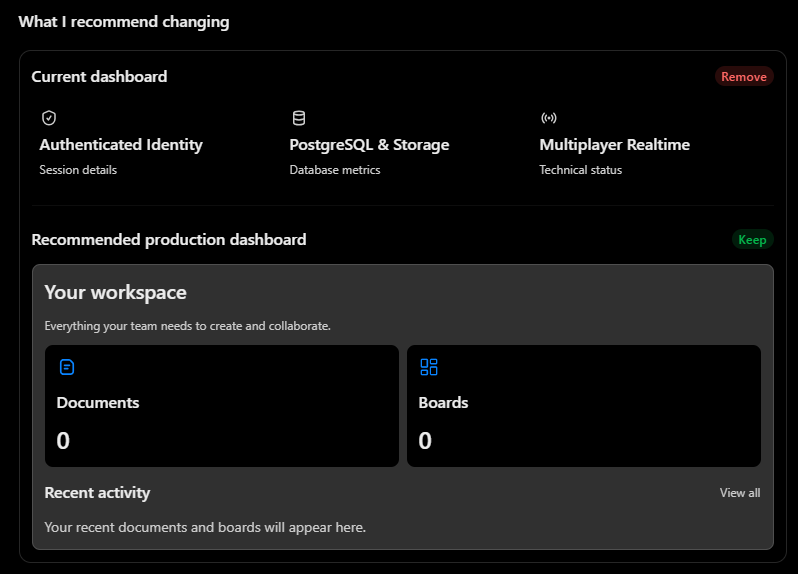 What I recommend changing
Current dashboard
Remove
Authenticated Identity
Session details
PostgreSQL & Storage
Database metrics
Multiplayer Realtime
Technical status
Recommended production dashboard
Keep
Your workspace
Everything your team needs to create and collaborate.
Documents
0
Boards
0
Recent activity
View all
Your recent documents and boards will appear here.